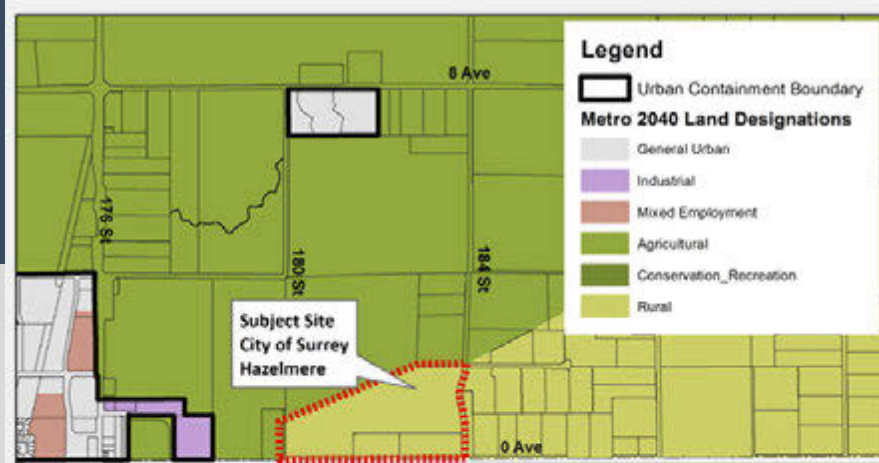 8 Ave
176 St
180 St
184 St
Subject Site
City of Surrey
Hazelmere
0 Ave
Legend
Urban Containment Boundary
Metro 2040 Land Designations
General Urban
Industrial
Mixed Employment
Agricultural
Conservation_Recreation
Rural